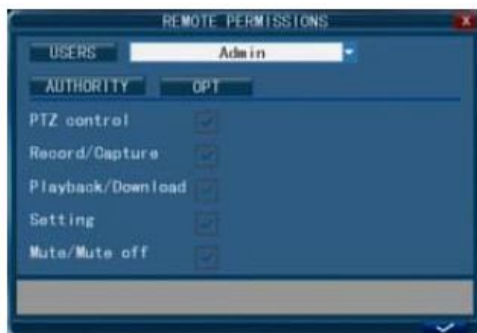 REMOTE PERMISSIONS
USERS Admin
AUTHORITY OPT
PTZ control
Record/Capture
Playback/Download
Setting
Mute/Mute off